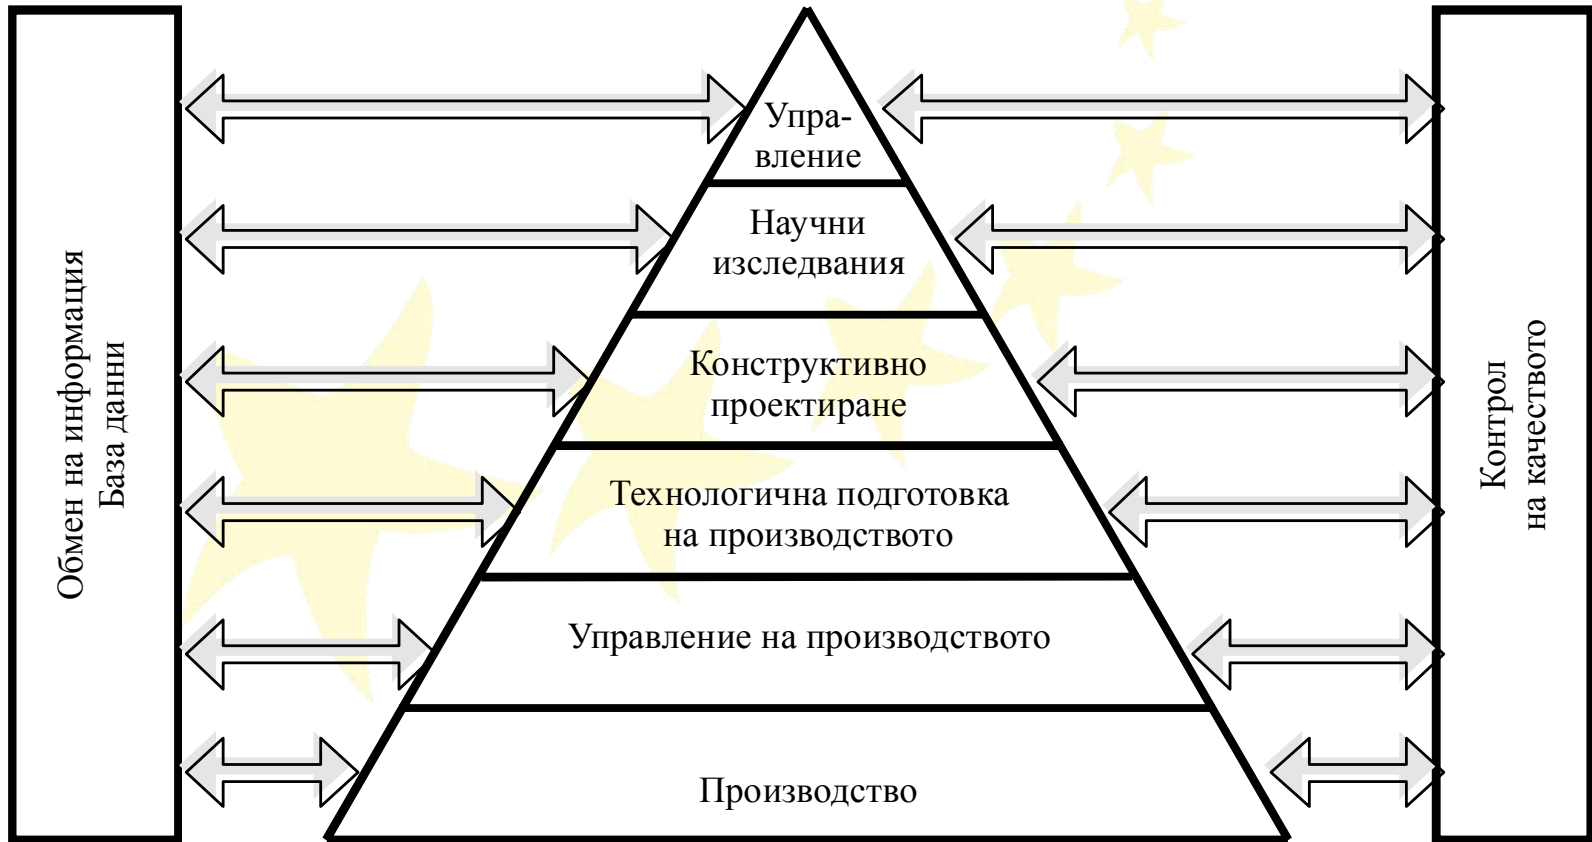 Обмен на информация
База данни
Упра-
вление
Научни
изследвания
Конструктивно
проектиране
Технологична подготовка
на производството
Управление на производството
Производство
Контрол
на качеството